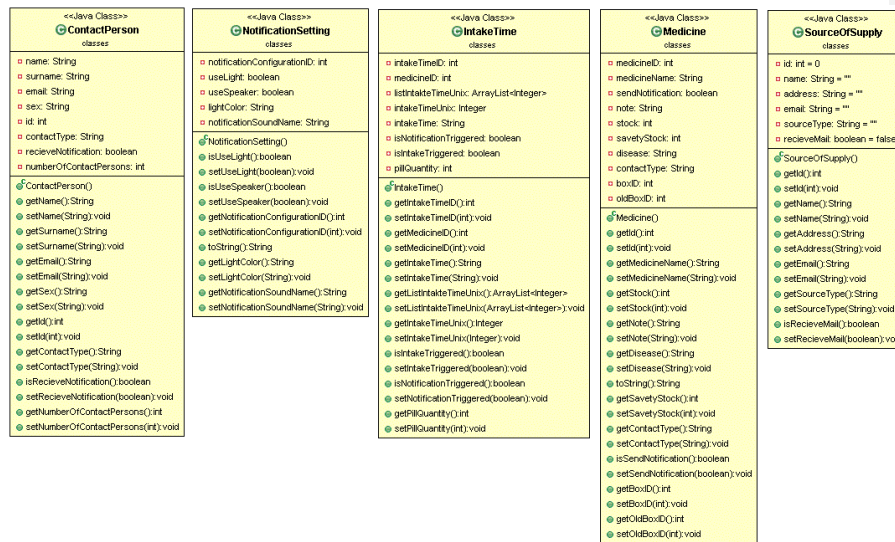 <<Java Class>>
ContactPerson
classes
name: String
surname: String
email: String
sex: String
id: int
contactType: String
recieveNotification: boolean
numberOfContactPersons: int
ContactPerson()
getName():String
setName(String):void
getSurname():String
setSurname(String):void
getEmail():String
setEmail(String):void
getSex():String
setSex(String):void
getId():int
setId(int):void
getContactType():String
setContactType(String):void
isRecieveNotification():boolean
setRecieveNotification(boolean):void
getNumberOfContactPersons():int
setNumberOfContactPersons(int):void
<<Java Class>>
NotificationSetting
classes
notificationConfigurationID: int
useLight: boolean
useSpeaker: boolean
lightColor: String
notificationSoundName: String
NotificationSetting()
isUseLight():boolean
setUseLight(boolean):void
isUseSpeaker():boolean
setUseSpeaker(boolean):void
getNotificationConfigurationID():int
setNotificationConfigurationID(int):void
toString():String
getLightColor():String
setLightColor(String):void
getNotificationSoundName():String
setNotificationSoundName(String):void
<<Java Class>>
IntakeTime
classes
intakeTimeID: int
medicineID: int
listIntakteTimeUnix: ArrayList<Integer>
intakeTimeUnix: Integer
intakeTime: String
isNotificationTriggered: boolean
isIntakeTriggered: boolean
pillQuantity: int
IntakeTime()
getIntakeTimeID():int
setIntakeTimeID(int):void
getMedicineID():int
setMedicineID(int):void
getIntakeTime():String
setIntakeTime(String):void
getListIntakteTimeUnix():ArrayList<Integer>
setListIntakteTimeUnix(ArrayList<Integer>):void
getIntakeTimeUnix():Integer
setIntakeTimeUnix(Integer):void
isIntakeTriggered():boolean
setIntakeTriggered(boolean):void
isNotificationTriggered():boolean
setNotificationTriggered(boolean):void
getPillQuantity():int
setPillQuantity(int):void
<<Java Class>>
Medicine
classes
medicineID: int
medicineName: String
sendNotification: boolean
note: String
stock: int
savetyStock: int
disease: String
contactType: String
boxID: int
oldBoxID: int
Medicine()
getId():int
setId(int):void
getMedicineName():String
setMedicineName(String):void
getStock():int
setStock(int):void
getNote():String
setNote(String):void
getDisease():String
setDisease(String):void
toString():String
getSavetyStock():int
setSavetyStock(int):void
getContactType():String
setContactType(String):void
isSendNotification():boolean
setSendNotification(boolean):void
getBoxID():int
setBoxID(int):void
getOldBoxID():int
setOldBoxID(int):void
<<Java Class>>
SourceOfSupply
classes
id: int = 0
name: String = ""
address: String = ""
email: String = ""
sourceType: String = ""
recieveMail: boolean = false
SourceOfSupply()
getId():int
setId(int):void
getName():String
setName(String):void
getAddress():String
setAddress(String):void
getEmail():String
setEmail(String):void
getSourceType():String
setSourceType(String):void
isRecieveMail():boolean
setRecieveMail(boolean):vo